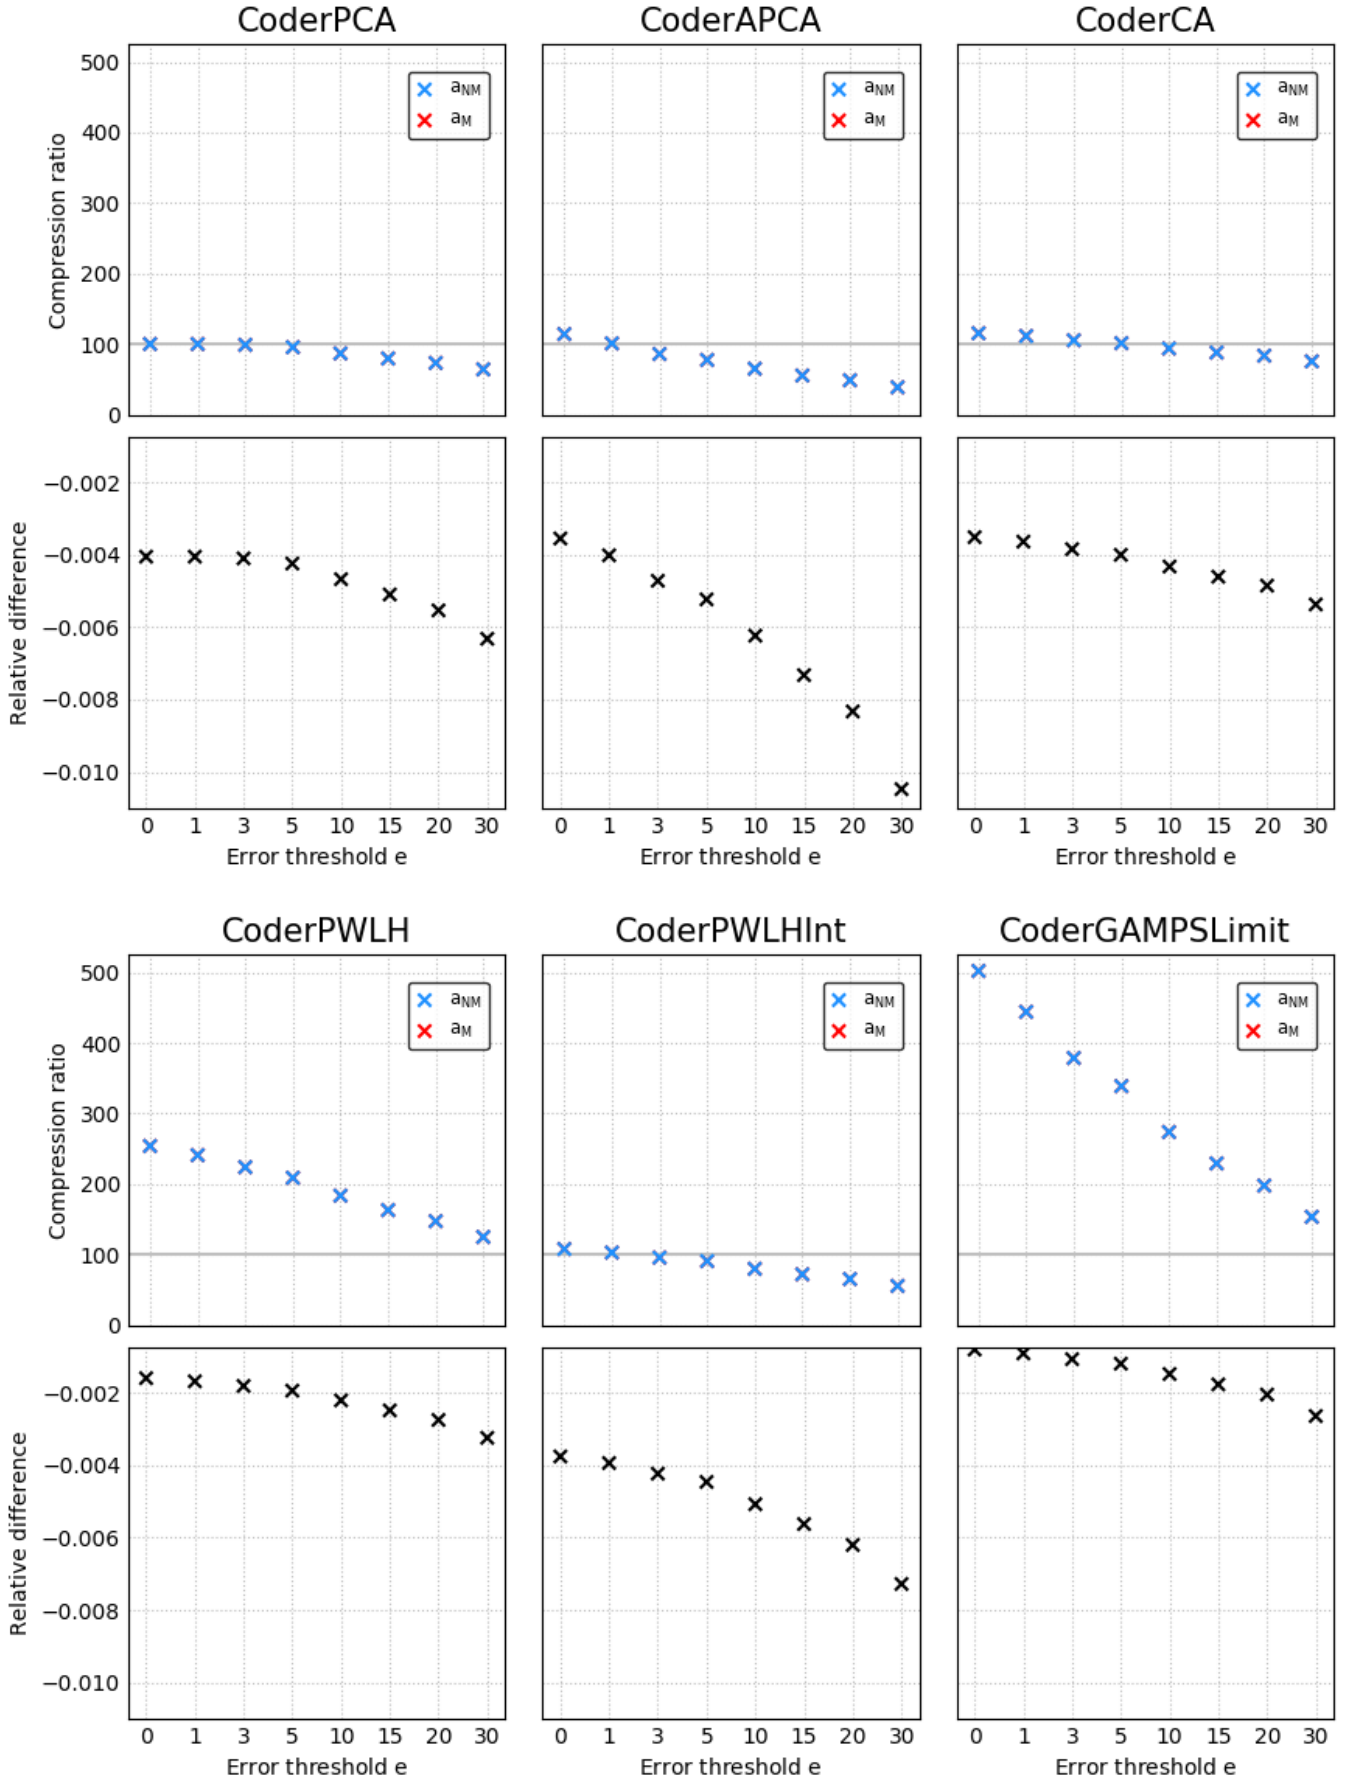 CoderPCA CoderAPCA CoderCA
Compression ratio
500
400
300
200
100
0
aNM
aM
aNM
aM
aNM
aM
Relative difference
−0.002
−0.004
−0.006
−0.008
−0.010
0 1 3 5 10 15 20 30
0 1 3 5 10 15 20 30
0 1 3 5 10 15 20 30
Error threshold e
Error threshold e
Error threshold e
CoderPWLH CoderPWLHInt CoderGAMPSLimit
Compression ratio
500
400
300
200
100
0
aNM
aM
aNM
aM
aNM
aM
Relative difference
−0.002
−0.004
−0.006
−0.008
−0.010
0 1 3 5 10 15 20 30
0 1 3 5 10 15 20 30
0 1 3 5 10 15 20 30
Error threshold e
Error threshold e
Error threshold e